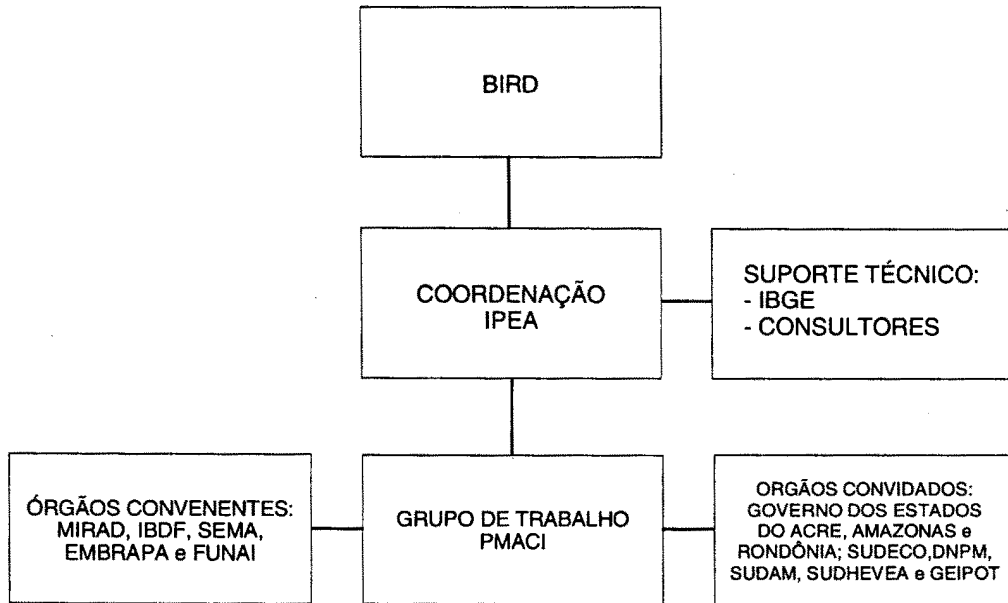 BIRD
COORDENAÇÃO
IPEA
SUPORTE TÉCNICO:
- IBGE
- CONSULTORES
ÓRGÃOS CONVENENTES:
MIRAD, IBDF, SEMA,
EMBRAPA e FUNAI
GRUPO DE TRABALHO
PMACI
ORGÃOS CONVIDADOS:
GOVERNO DOS ESTADOS
DO ACRE, AMAZONAS e
RONDÔNIA; SUDECO,DNPM,
SUDAM, SUDHEVEA e GEIPOT